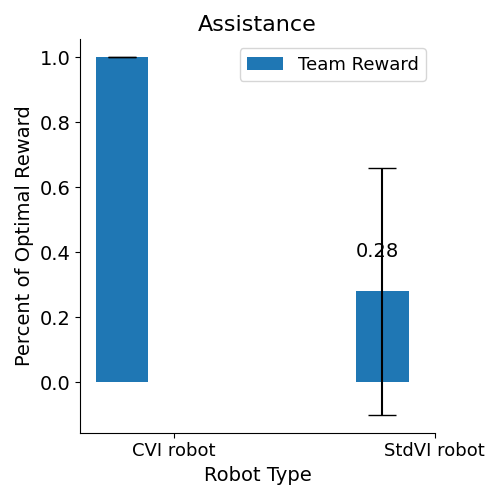 Assistance
Team Reward
Percent of Optimal Reward
1.0
0.8
0.6
0.4
0.2
0.0
0.28
CVI robot
StdVI robot
Robot Type